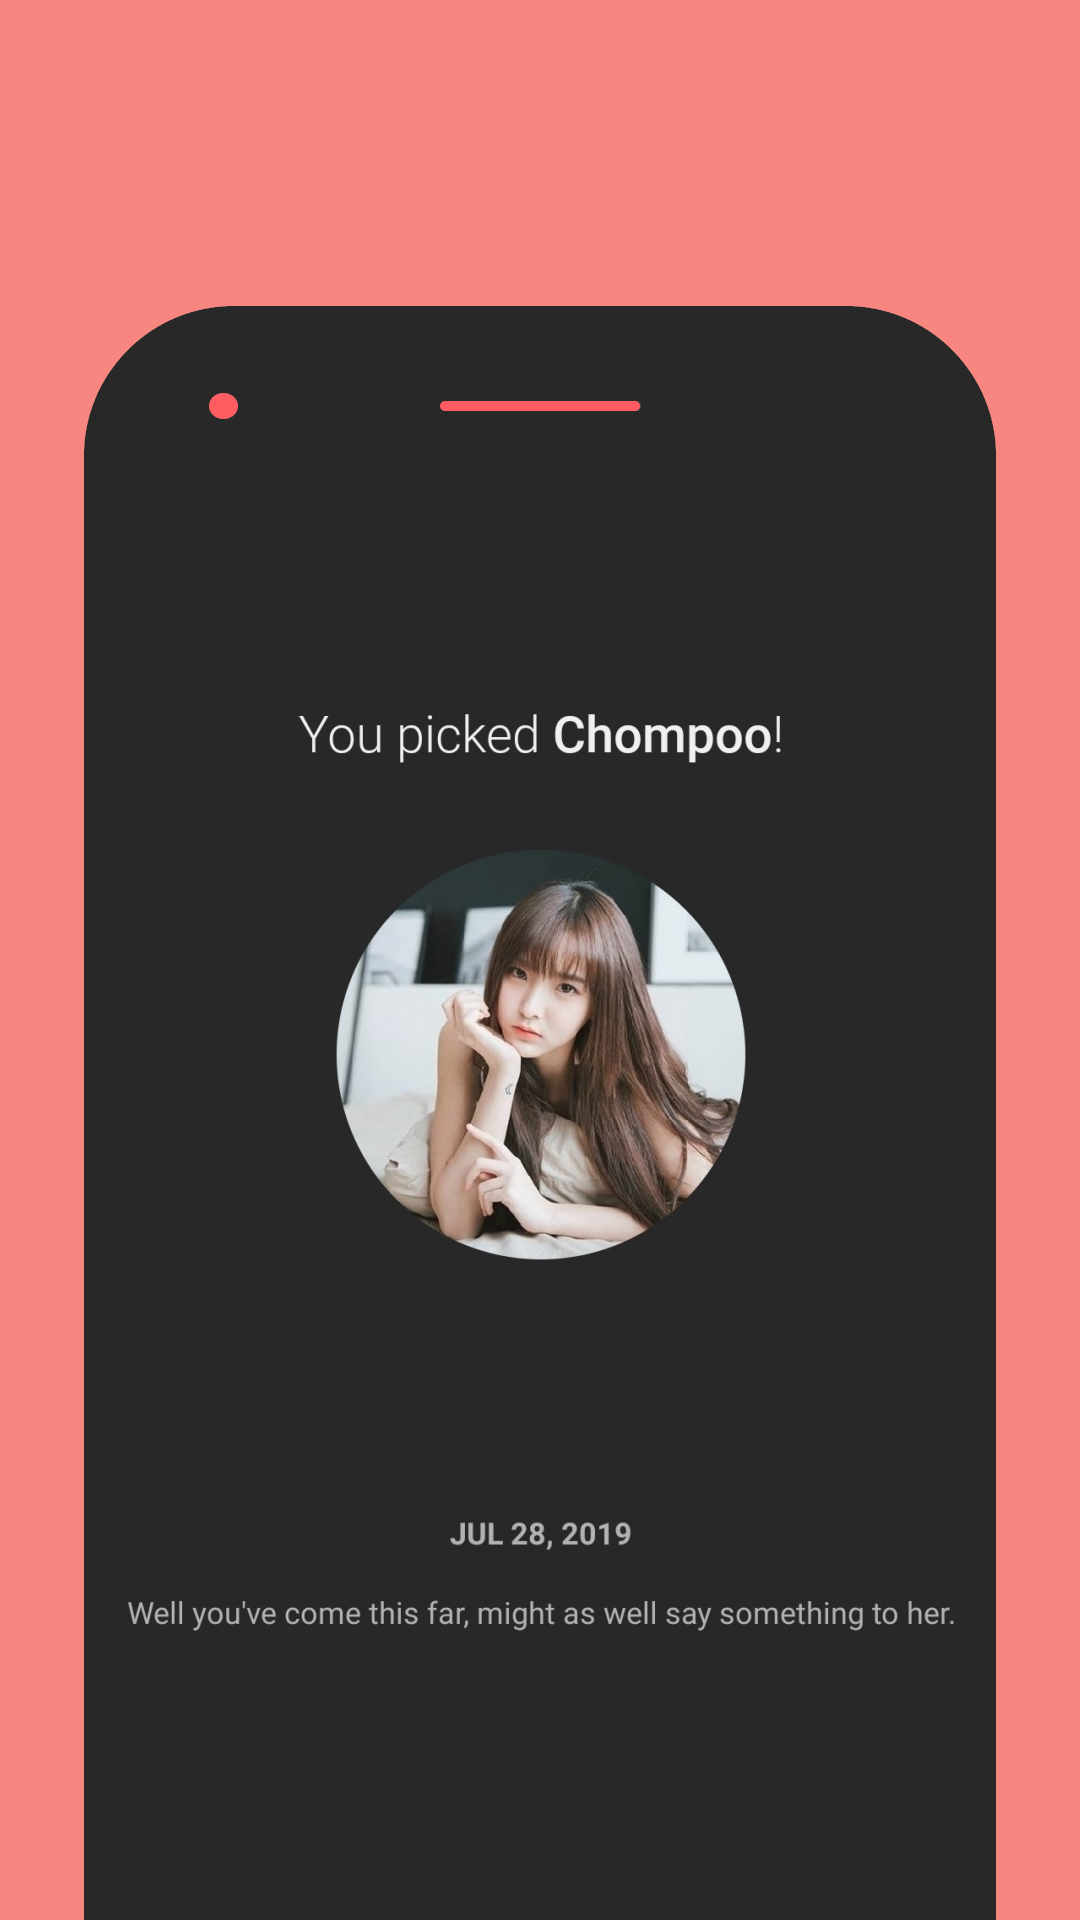 You picked Chompoo!
JUL 28, 2019
Well you've come this far, might as well say something to her.